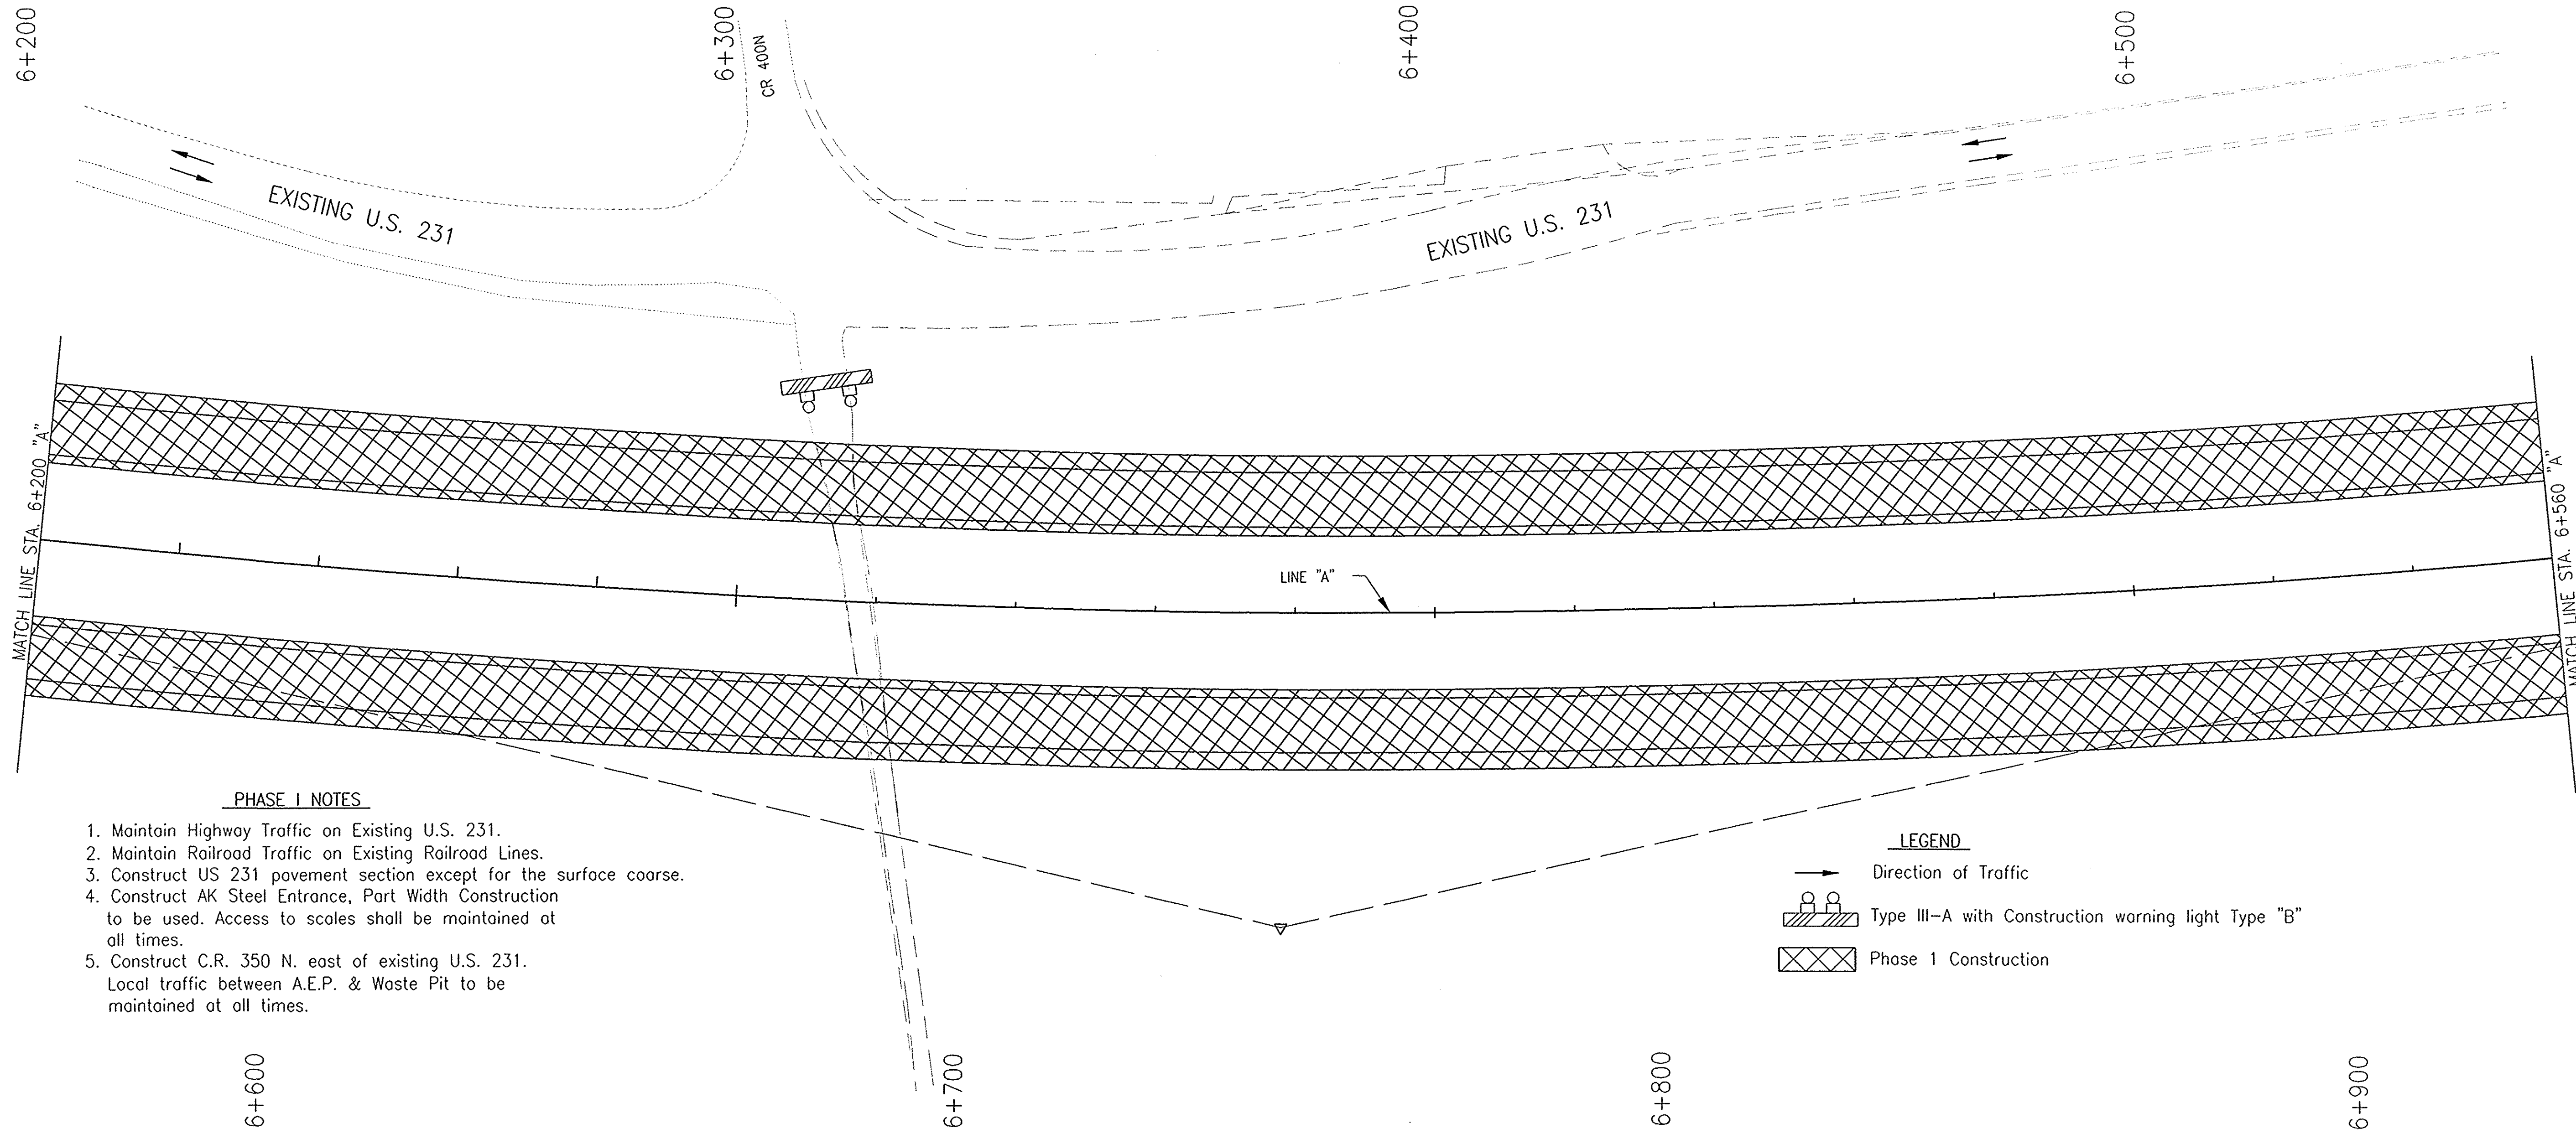 6+200
6+300
CR 400N
6+400
6+500
EXISTING U.S. 231
EXISTING U.S. 231
MATCH LINE STA. 6+200 "A"
LINE "A"
MATCH LINE STA. 6+560 "A"
PHASE I NOTES
1. Maintain Highway Traffic on Existing U.S. 231.
2. Maintain Railroad Traffic on Existing Railroad Lines.
3. Construct US 231 pavement section except for the surface coarse.
4. Construct AK Steel Entrance, Part Width Construction
to be used. Access to scales shall be maintained at
all times.
5. Construct C.R. 350 N. east of existing U.S. 231.
Local traffic between A.E.P. & Waste Pit to be
maintained at all times.
LEGEND
Direction of Traffic
Type III-A with Construction warning light Type "B"
Phase 1 Construction
6+600
6+700
6+800
6+900